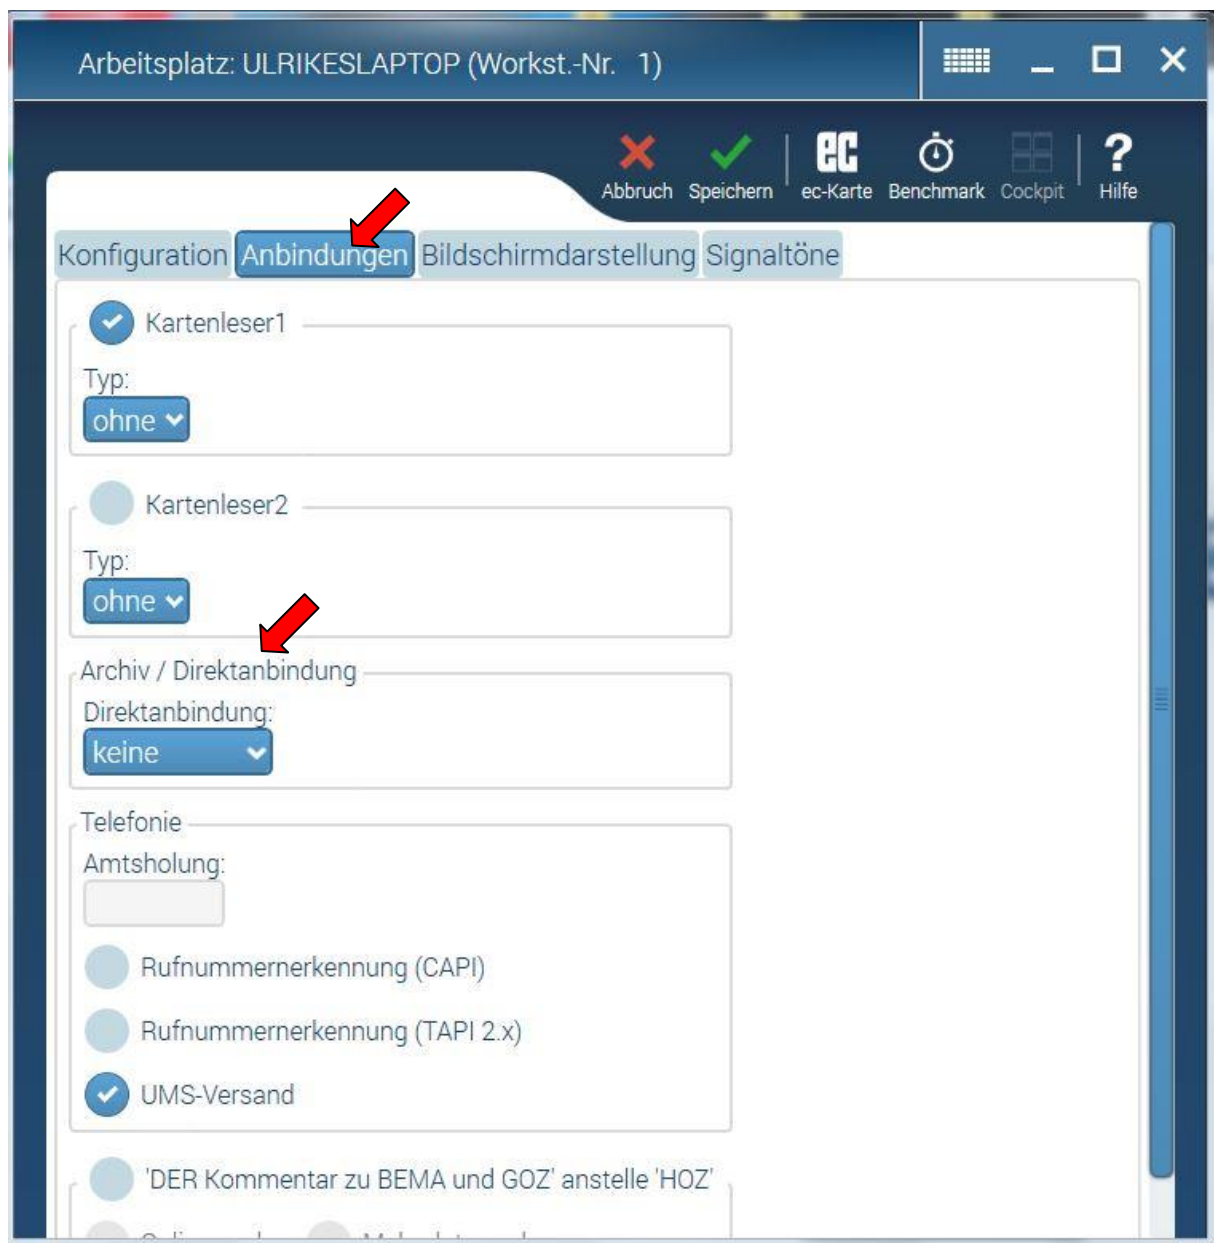 Arbeitsplatz: ULRIKESLAPTOP (Workst.-Nr. 1)
ec
?
Abbruch Speichern ec-Karte Benchmark Cockpit Hilfe
Konfiguration Anbindungen Bildschirmdarstellung Signaltöne
Kartenleser1
Typ:
ohne
Kartenleser2
Typ:
ohne
Archiv / Direktanbindung
Direktanbindung:
keine
Telefonie
Amtsholung:
Rufnummernerkennung (CAPI)
Rufnummernerkennung (TAPI 2.x)
UMS-Versand
'DER Kommentar zu BEMA und GOZ' anstelle 'HOZ'